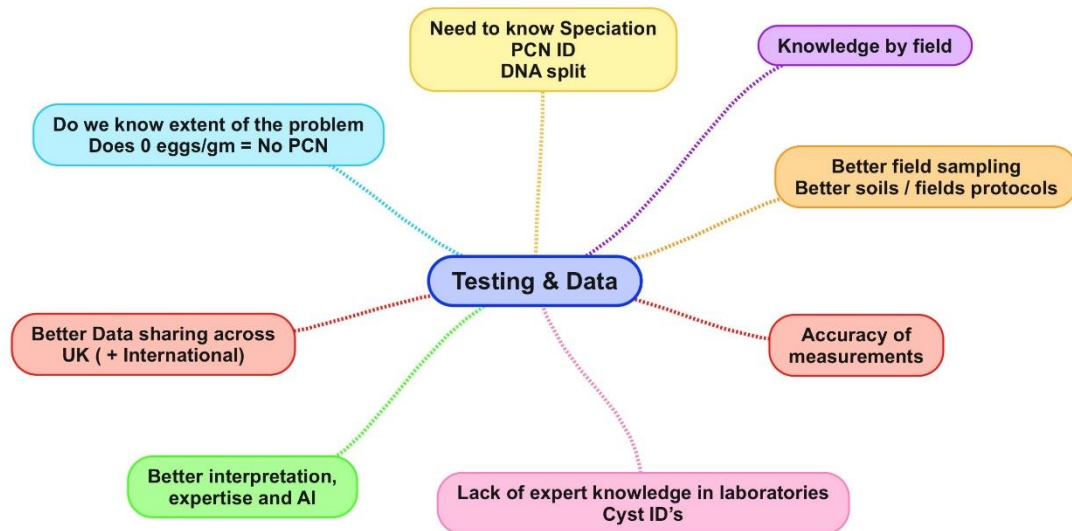 Need to know Speciation
PCN ID
DNA split
Knowledge by field
Do we know extent of the problem
Does 0 eggs/gm = No PCN
Better field sampling
Better soils / fields protocols
Testing & Data
Better Data sharing across
UK ( + International)
Accuracy of
measurements
Better interpretation,
expertise and AI
Lack of expert knowledge in laboratories
Cyst ID's